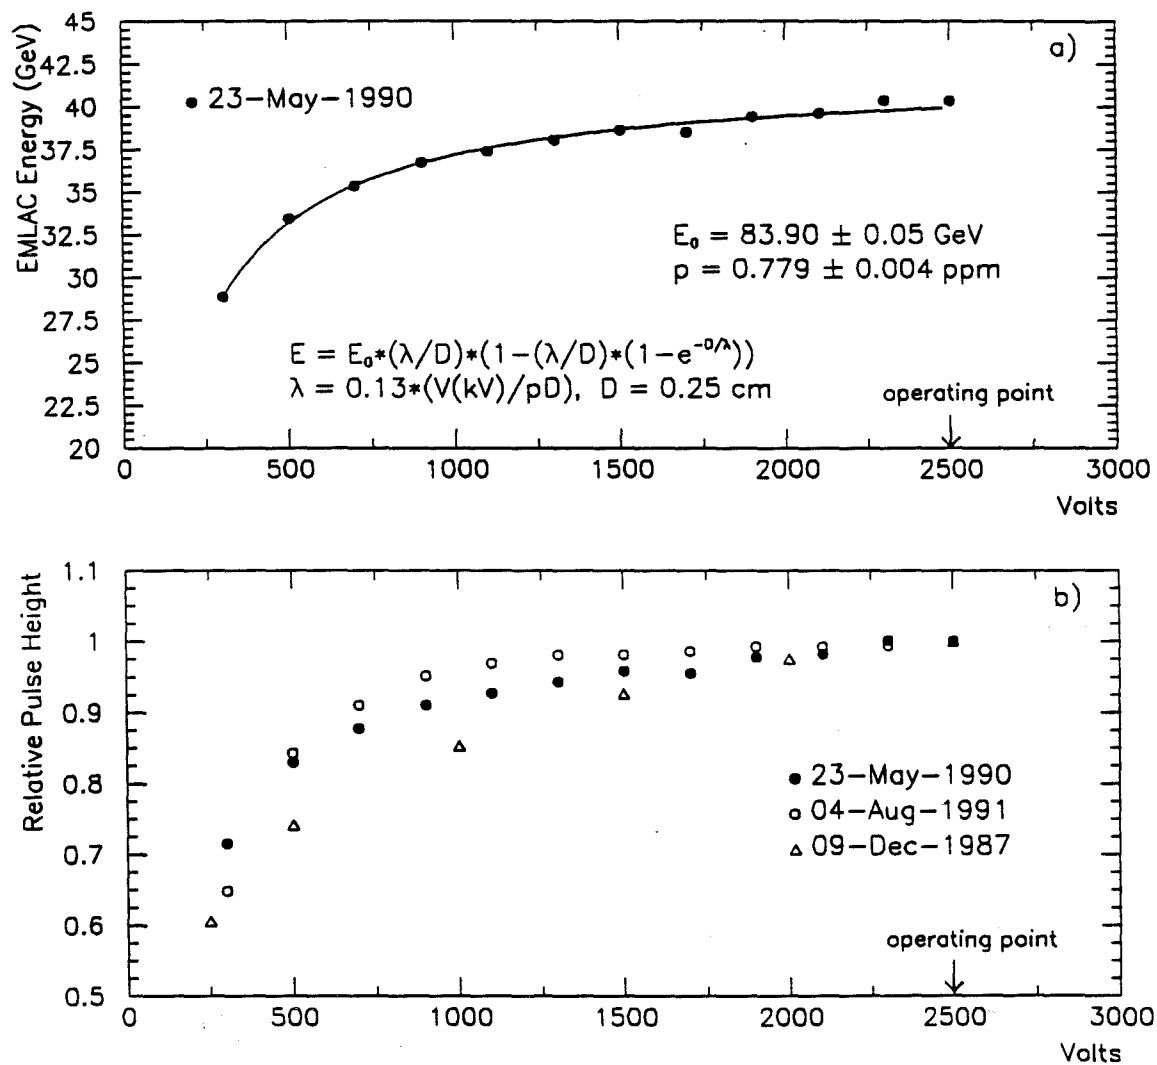 45
42.5
40
37.5
35
32.5
30
27.5
25
22.5
20
EMLAC Energy (GeV)
a)
● 23-May-1990
E₀ = 83.90 ± 0.05 GeV
p = 0.779 ± 0.004 ppm
E = E₀*(λ/D)*(1-(λ/D)*(1-e^{-D/λ}))
λ = 0.13*(V(kV)/pD), D = 0.25 cm
operating point
0 500 1000 1500 2000 2500 3000
Volts
1.1
1
0.9
0.8
0.7
0.6
0.5
Relative Pulse Height
b)
● 23-May-1990
○ 04-Aug-1991
△ 09-Dec-1987
operating point
0 500 1000 1500 2000 2500 3000
Volts